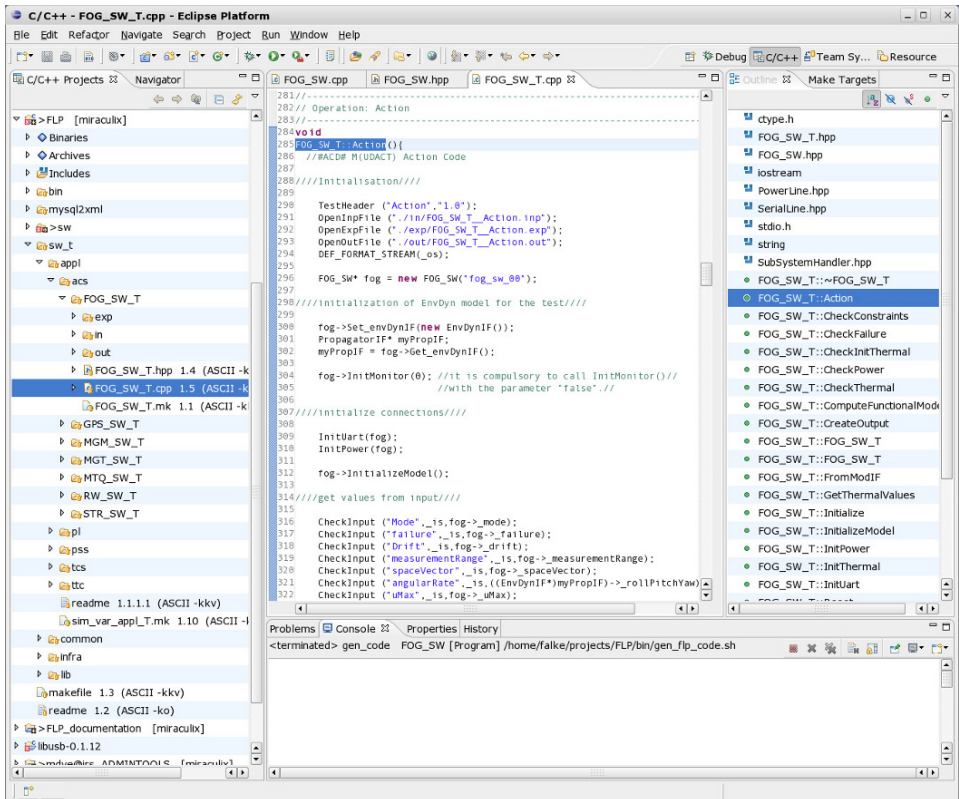 C/C++ - FOG_SW_T.cpp - Eclipse Platform
File Edit Refactor Navigate Search Project Run Window Help
Debug C/C++ Team Sy... Resource
C/C++ Projects Navigator
>FLP [miraculix]
Binaries
Archives
Includes
bin
mysql2xml
>sw
sw_t
appl
acs
FOG_SW_T
exp
in
out
FOG_SW_T.hpp 1.4 (ASCII -k
FOG_SW_T.cpp 1.5 (ASCII -k
FOG_SW_T.mk 1.1 (ASCII -k
GPS_SW_T
MGM_SW_T
MGT_SW_T
MTQ_SW_T
RW_SW_T
STR_SW_T
pl
pss
tcs
ttc
readme 1.1.1.1 (ASCII -kkv)
sim_var_appl_T.mk 1.10 (ASCII -k
common
infra
lib
makefile 1.3 (ASCII -kkv)
readme 1.2 (ASCII -ko)
>FLP_documentation [miraculix]
libusb-0.1.12
>mdve@irs_ADMINTOOLS [miraculix]
FOG_SW.cpp FOG_SW.hpp FOG_SW_T.cpp
281//----------------------------------------------------------
282// Operation: Action
283//----------------------------------------------------------
284void
285FOG_SW_T::Action(){
286 //#ACD# M(UDACT) Action Code
287
288////Initialisation////
289
290 TestHeader ("Action","1.0");
291 OpenInpFile ("./in/FOG_SW_T__Action.inp");
292 OpenExpFile ("./exp/FOG_SW_T__Action.exp");
293 OpenOutFile ("./out/FOG_SW_T__Action.out");
294 DEF_FORMAT_STREAM(_os);
295
296 FOG_SW* fog = new FOG_SW("fog_sw_00");
297
298////initialization of EnvDyn model for the test////
299
300 fog->Set_envDynIF(new EnvDynIF());
301 PropagatorIF* myPropIF;
302 myPropIF = fog->Get_envDynIF();
303
304 fog->InitMonitor(0); //it is compulsory to call InitMonitor()//
305 //with the parameter "false".//
306
307////initialize connections////
308
309 InitUart(fog);
310 InitPower(fog);
311
312 fog->InitializeModel();
313
314////get values from input////
315
316 CheckInput ("Mode",_is,fog->_mode);
317 CheckInput ("failure",_is,fog->_failure);
318 CheckInput ("Drift",_is,fog->_drift);
319 CheckInput ("measurementRange",_is,fog->_measurementRange);
320 CheckInput ("spaceVector",_is,fog->_spaceVector);
321 CheckInput ("angularRate",_is,((EnvDynIF*)myPropIF)->_rollPitchYaw)
322 CheckInput ("uMax",_is,fog->_uMax);
Outline Make Targets
ctype.h
FOG_SW_T.hpp
FOG_SW.hpp
iostream
PowerLine.hpp
SerialLine.hpp
stdio.h
string
SubSystemHandler.hpp
FOG_SW_T::~FOG_SW_T
FOG_SW_T::Action
FOG_SW_T::CheckConstraints
FOG_SW_T::CheckFailure
FOG_SW_T::CheckInitThermal
FOG_SW_T::CheckPower
FOG_SW_T::CheckThermal
FOG_SW_T::ComputeFunctionalMode
FOG_SW_T::CreateOutput
FOG_SW_T::FOG_SW_T
FOG_SW_T::FOG_SW_T
FOG_SW_T::FromModIF
FOG_SW_T::GetThermalValues
FOG_SW_T::Initialize
FOG_SW_T::InitializeModel
FOG_SW_T::InitPower
FOG_SW_T::InitThermal
FOG_SW_T::InitUart
Problems Console Properties History
<terminated> gen_code FOG_SW [Program] /home/falke/projects/FLP/bin/gen_flp_code.sh